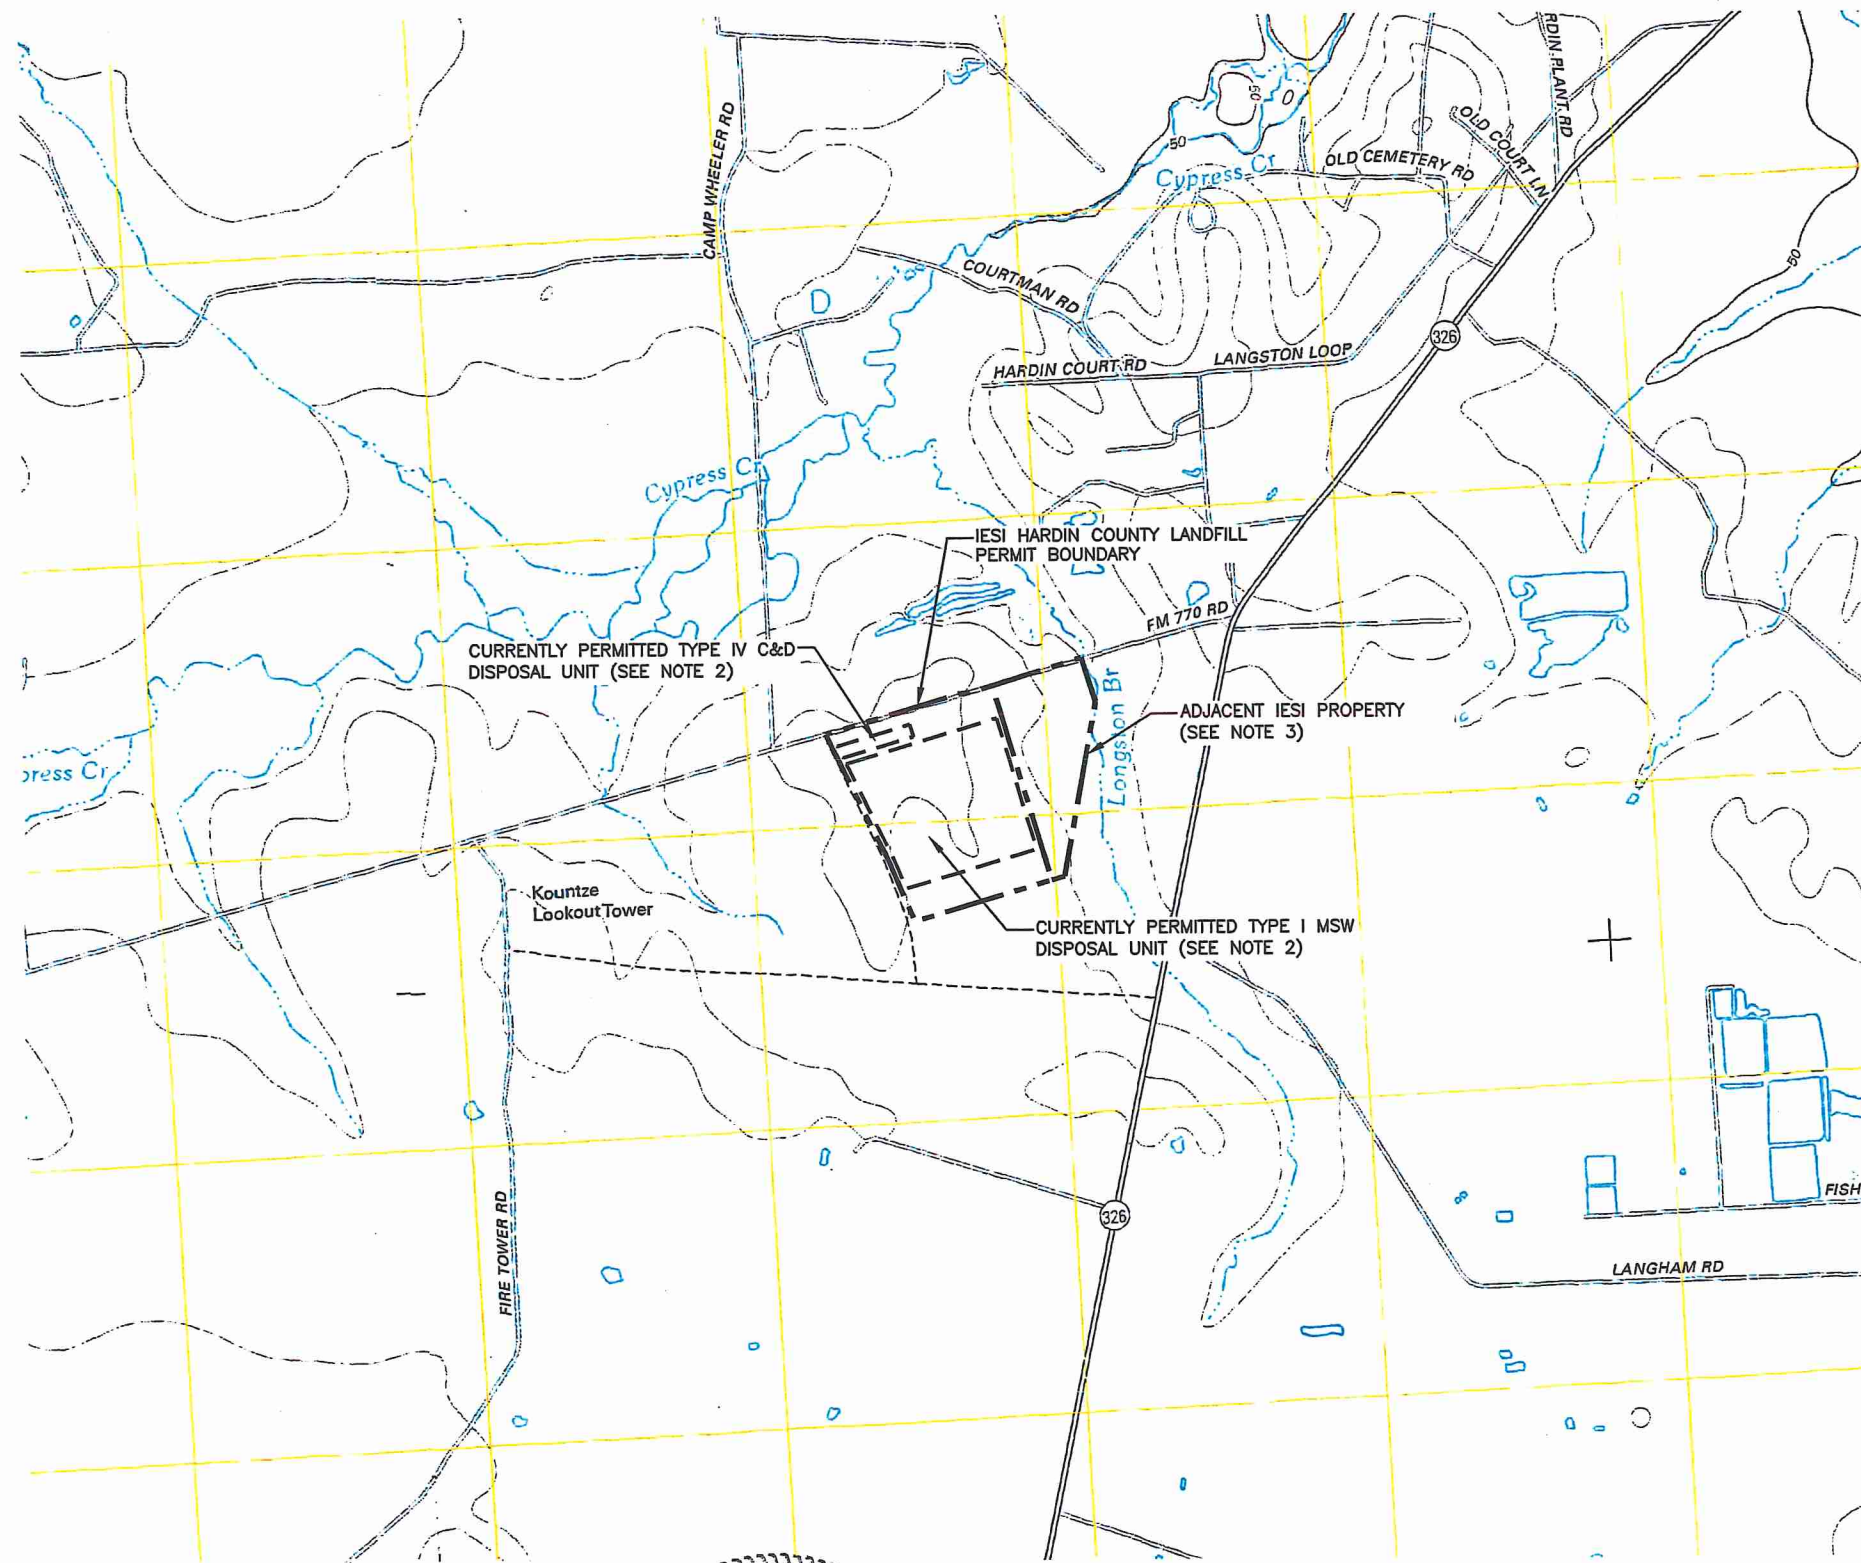 RDIN PLANT RD
CAMP WHEELER RD
60
50
OLD COURT LN
OLD CEMETERY RD
Cypress Cr
50
COURTMAN RD
326
LANGSTON LOOP
HARDIN COURT RD
Cypress Cr
IESI HARDIN COUNTY LANDFILL
PERMIT BOUNDARY
FM 770 RD
CURRENTLY PERMITTED TYPE IV C&D
DISPOSAL UNIT (SEE NOTE 2)
Longston Br
ADJACENT IESI PROPERTY
(SEE NOTE 3)
press Cr
Kountze
Lookout Tower
CURRENTLY PERMITTED TYPE I MSW
DISPOSAL UNIT (SEE NOTE 2)
FISH
326
FIRE TOWER RD
LANGHAM RD